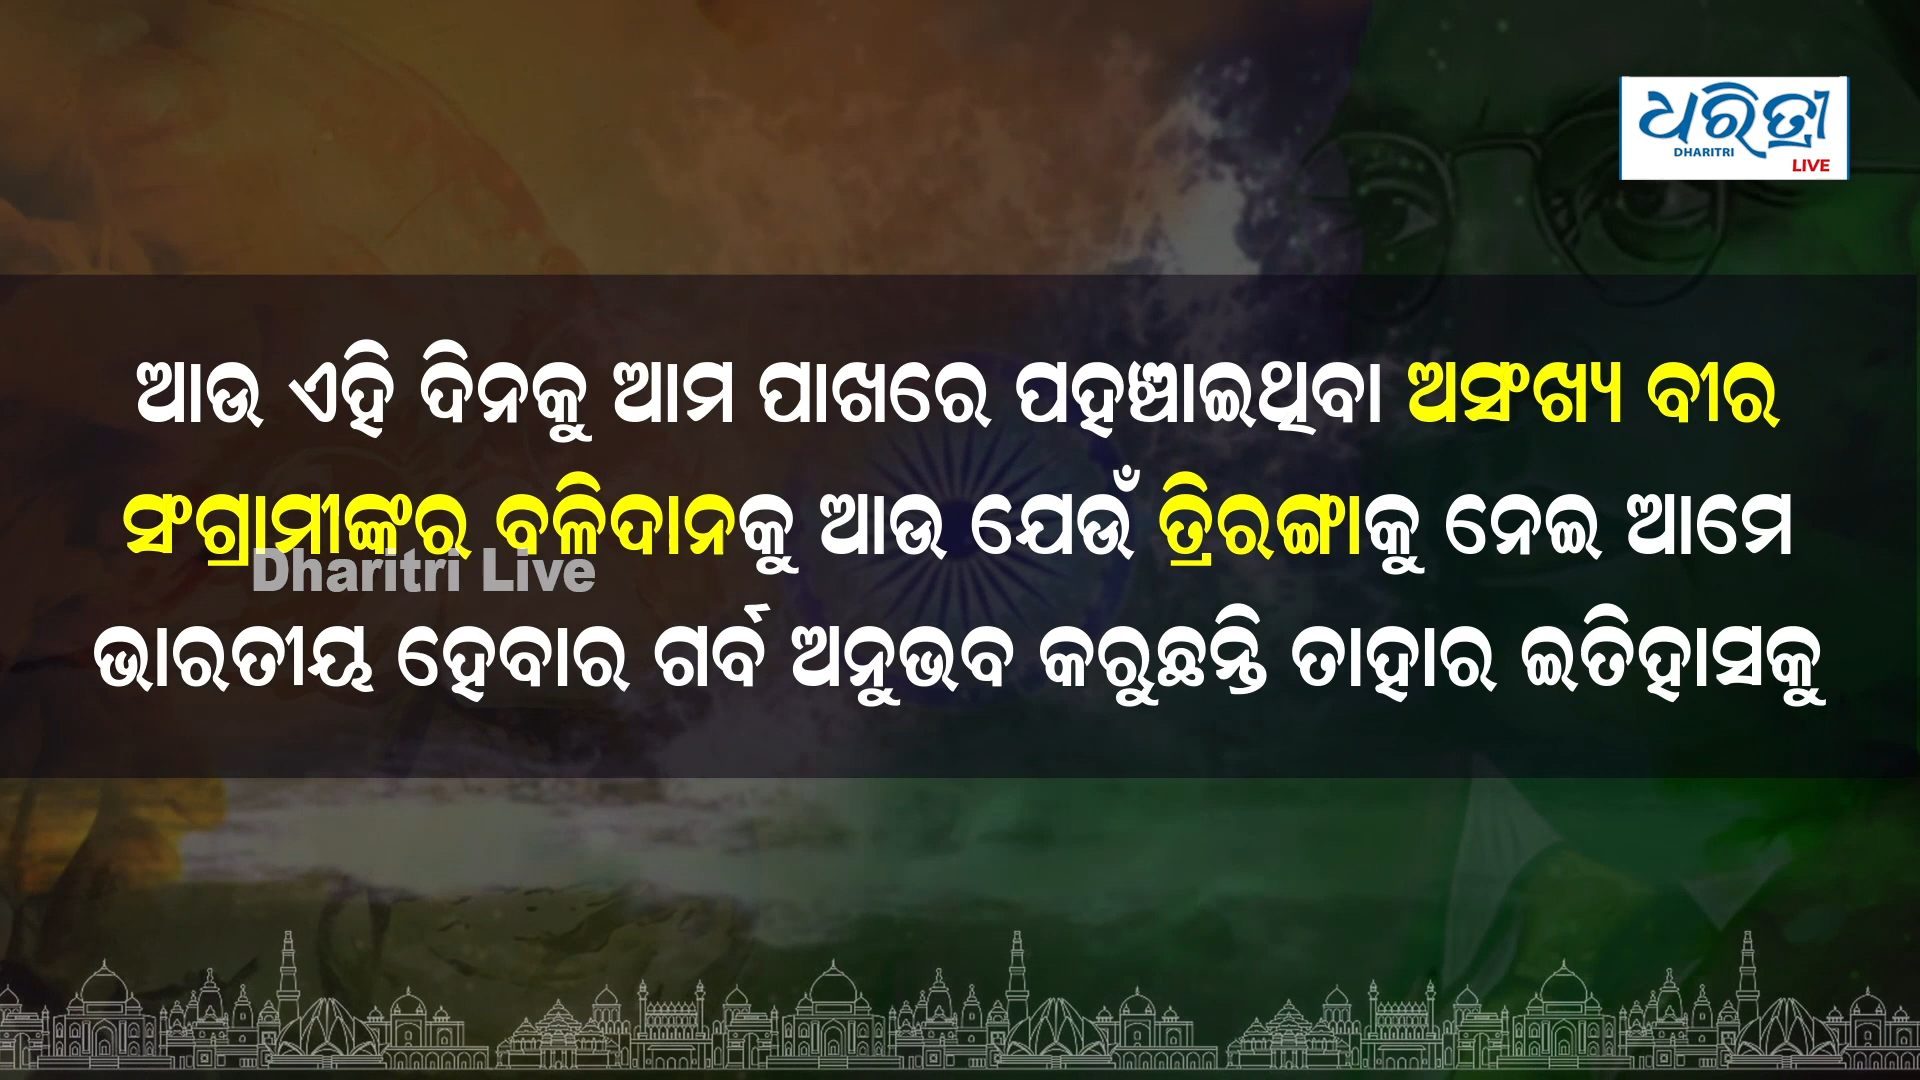 ଧରିତ୍ରୀ
DHARITRI
LIVE
ଆଉ ଏହି ଦିନକୁ ଆମ ପାଖରେ ପହଞ୍ଚାଇଥିବା ଅସଂଖ୍ୟ ବୀର
ସଂଗ୍ରାମୀଙ୍କର ବଳିଦାନକୁ ଆଉ ଯେଉଁ ତ୍ରିରଙ୍ଗାକୁ ନେଇ ଆମେ
Dharitri Live
ଭାରତୀୟ ହେବାର ଗର୍ବ ଅନୁଭବ କରୁଛନ୍ତି ତାହାର ଇତିହାସକୁ